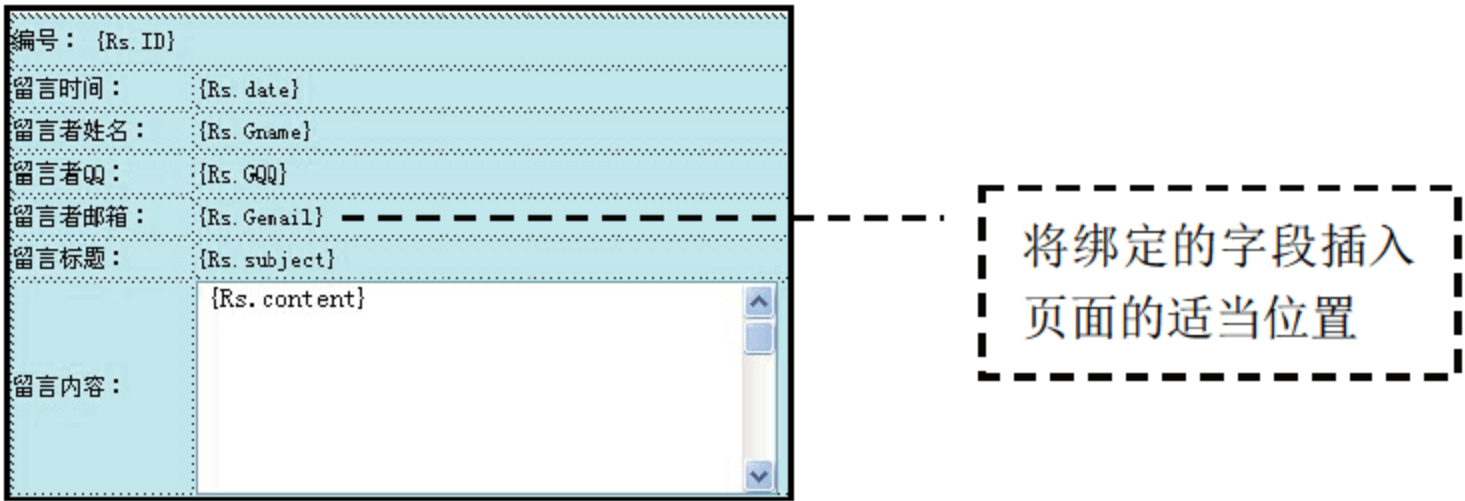 编号： {Rs.ID}
留言时间： {Rs.date}
留言者姓名： {Rs.Gname}
留言者QQ： {Rs.GQQ}
留言者邮箱： {Rs.Gemail}
留言标题： {Rs.subject}
{Rs.content}
留言内容：
将绑定的字段插入
页面的适当位置